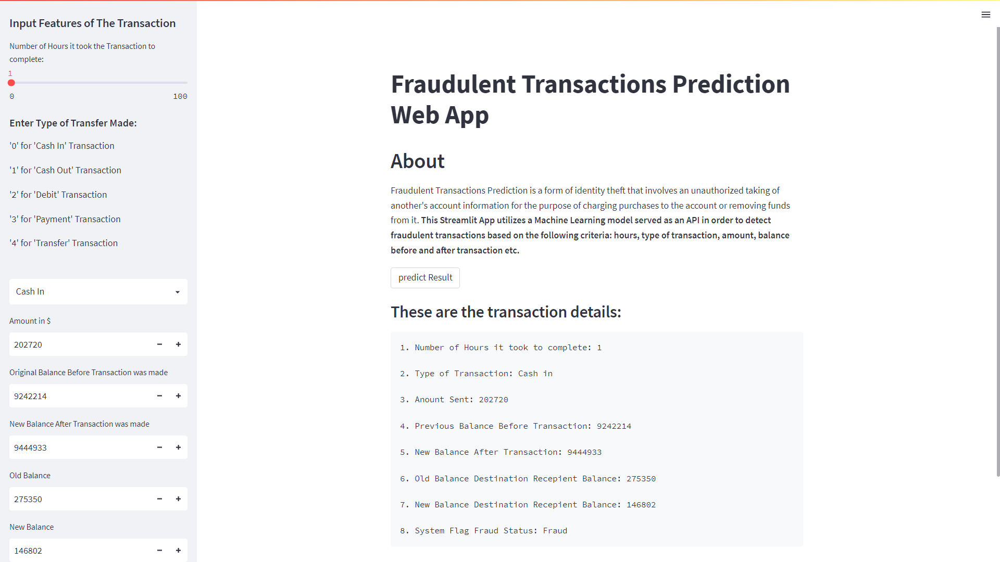 Input Features of The Transaction
Number of Hours it took the Transaction to
complete:
1
0 100
Enter Type of Transfer Made:
'0' for 'Cash In' Transaction
'1' for 'Cash Out' Transaction
'2' for 'Debit' Transaction
'3' for 'Payment' Transaction
'4' for 'Transfer' Transaction
Cash In
Amount in $
202720
Original Balance Before Transaction was made
9242214
New Balance After Transaction was made
9444933
Old Balance
275350
New Balance
146802
Fraudulent Transactions Prediction
Web App
About
Fraudulent Transactions Prediction is a form of identity theft that involves an unauthorized taking of
another's account information for the purpose of charging purchases to the account or removing funds
from it. This Streamlit App utilizes a Machine Learning model served as an API in order to detect
fraudulent transactions based on the following criteria: hours, type of transaction, amount, balance
before and after transaction etc.
predict Result
These are the transaction details:
1. Number of Hours it took to complete: 1
2. Type of Transaction: Cash in
3. Anount Sent: 202720
4. Previous Balance Before Transaction: 9242214
5. New Balance After Transaction: 9444933
6. Old Balance Destination Recepient Balance: 275350
7. New Balance Destination Recepient Balance: 146802
8. System Flag Fraud Status: Fraud